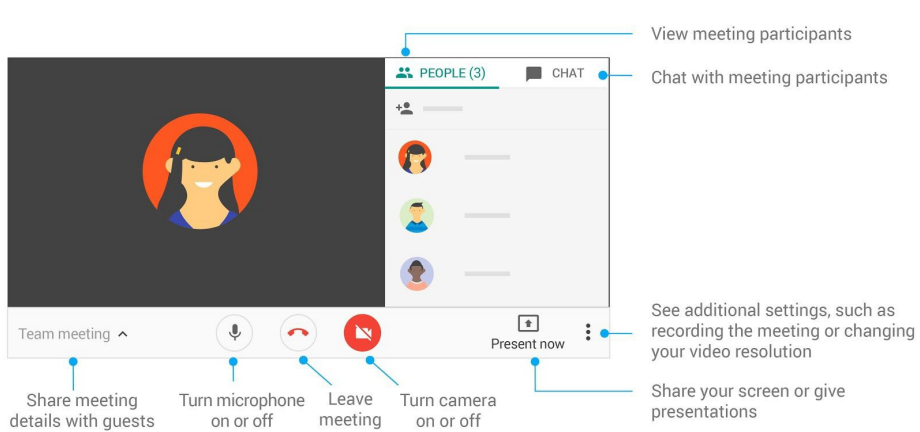 View meeting participants
PEOPLE (3)
CHAT
Chat with meeting participants
Team meeting
Present now
See additional settings, such as
recording the meeting or changing
your video resolution
Share meeting
details with guests
Turn microphone
on or off
Leave
meeting
Turn camera
on or off
Share your screen or give
presentations